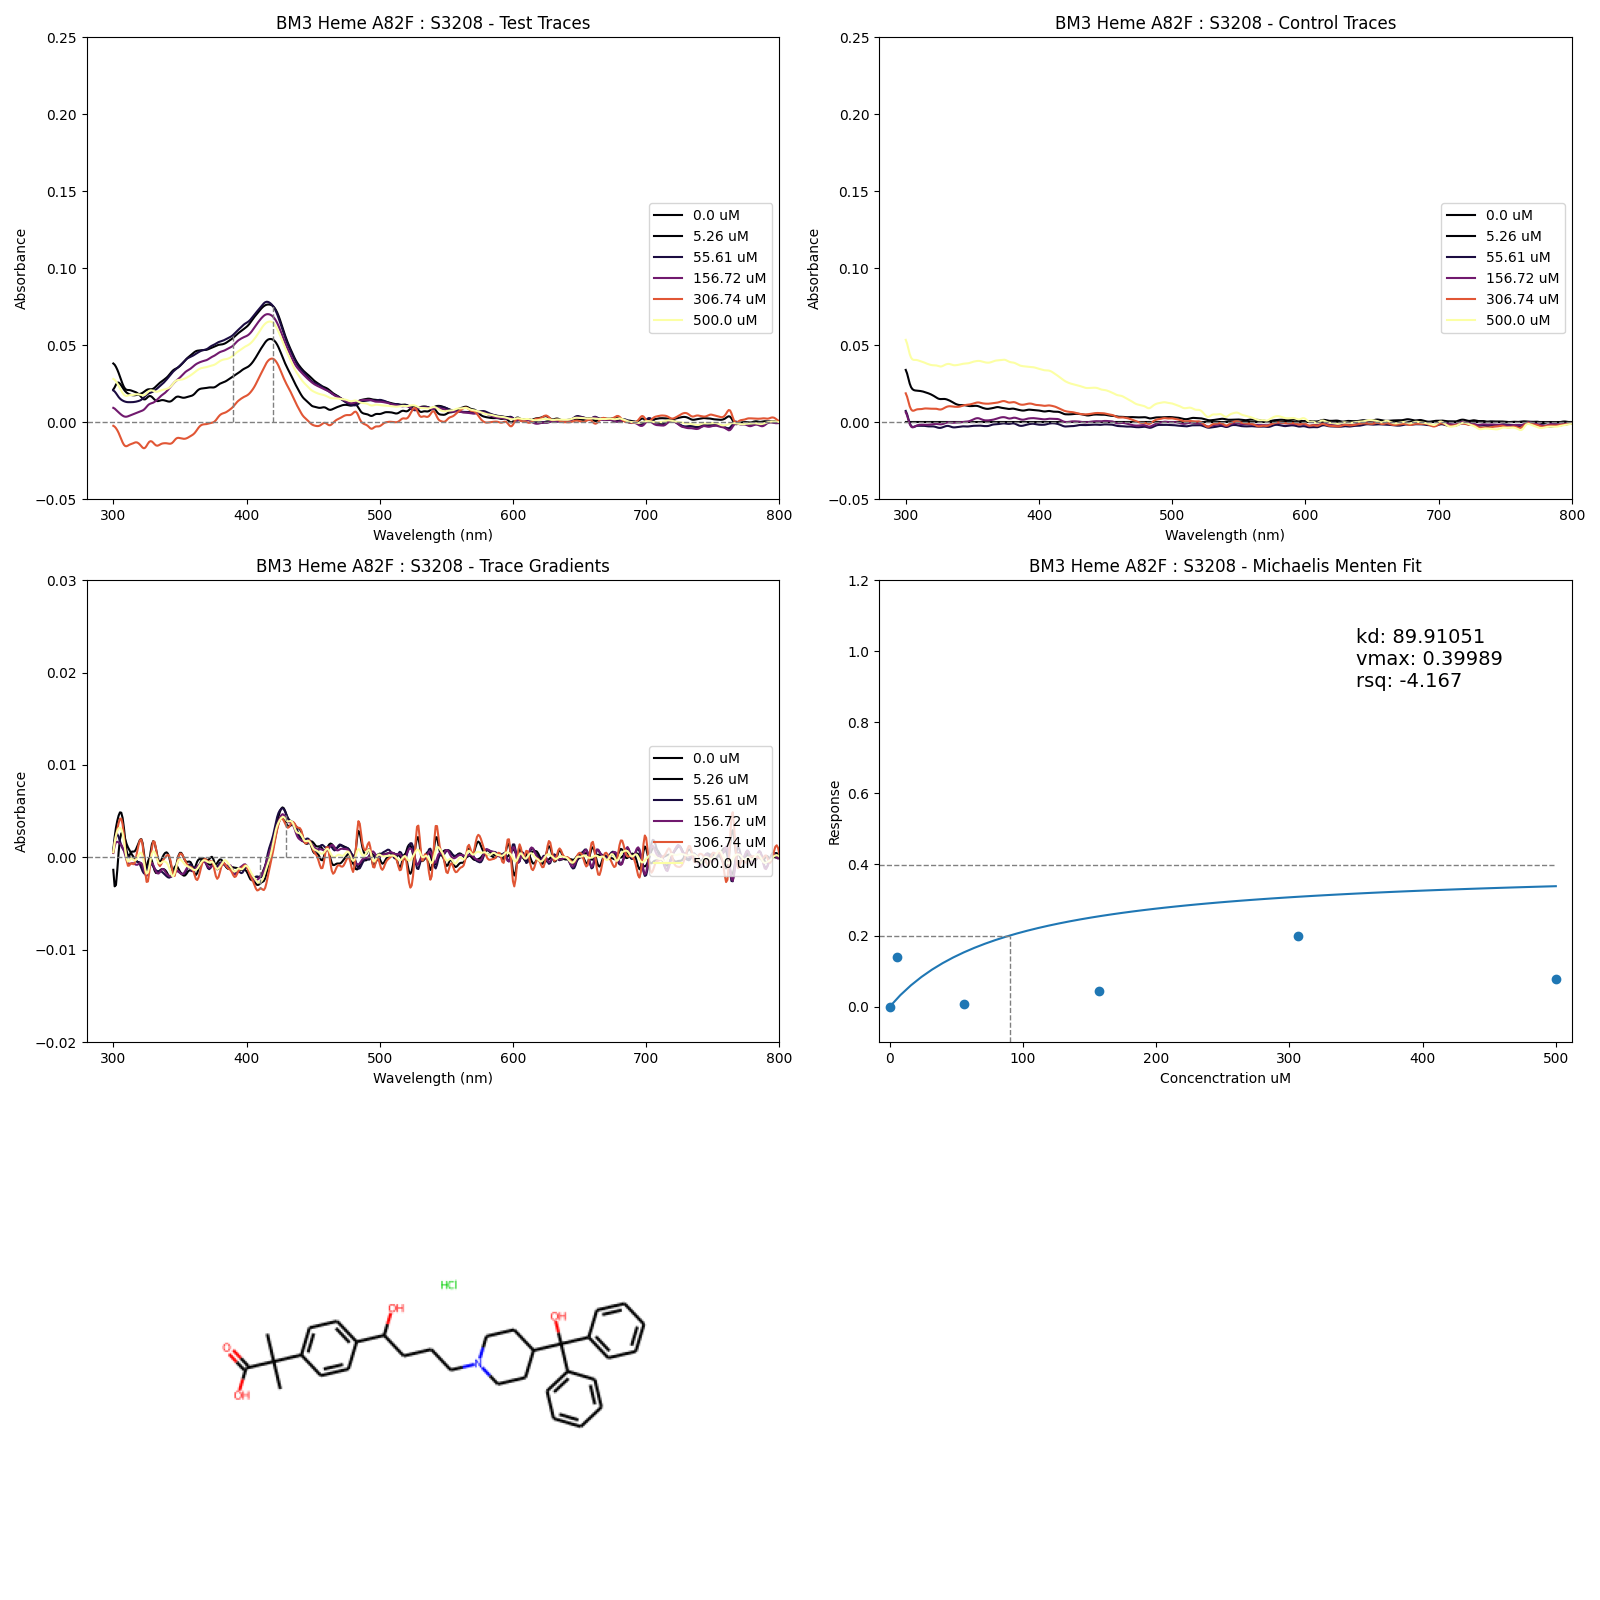 BM3 Heme A82F : S3208 - Test Traces
0.25
0.20
0.15
0.10
0.05
0.00
−0.05
Absorbance
300 400 500 600 700 800
Wavelength (nm)
0.0 uM
5.26 uM
55.61 uM
156.72 uM
306.74 uM
500.0 uM
BM3 Heme A82F : S3208 - Control Traces
0.25
0.20
0.15
0.10
0.05
0.00
−0.05
Absorbance
300 400 500 600 700 800
Wavelength (nm)
0.0 uM
5.26 uM
55.61 uM
156.72 uM
306.74 uM
500.0 uM
BM3 Heme A82F : S3208 - Trace Gradients
0.03
0.02
0.01
0.00
−0.01
−0.02
Absorbance
300 400 500 600 700 800
Wavelength (nm)
0.0 uM
5.26 uM
55.61 uM
156.72 uM
306.74 uM
500.0 uM
BM3 Heme A82F : S3208 - Michaelis Menten Fit
1.2
1.0
0.8
0.6
0.4
0.2
0.0
Response
0 100 200 300 400 500
Concenctration uM
kd: 89.91051
vmax: 0.39989
rsq: -4.167
HCl
OH
OH
O
N
OH